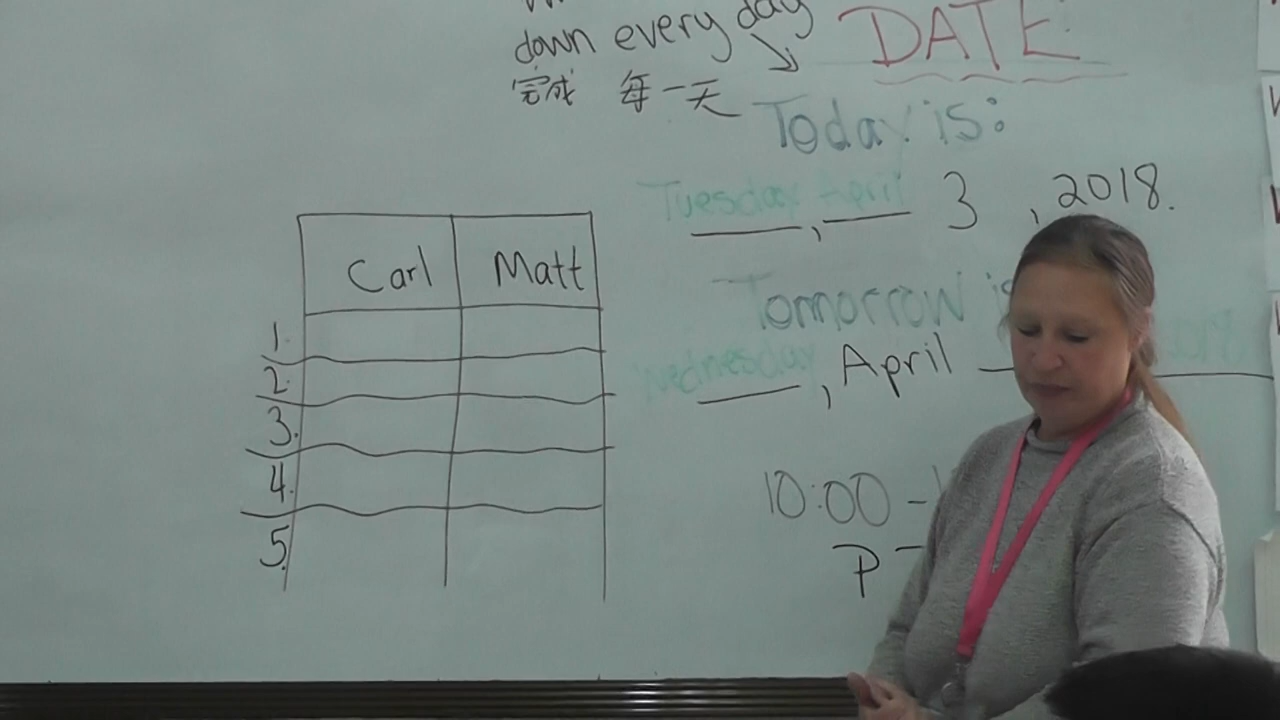 down every day
完成 每一天
DATE:
Today is:
Tuesday, April 3, 2018.
Tomorrow is
Wednesday, April
Carl Matt
1.
2.
3.
4.
5.
10:00 -
P